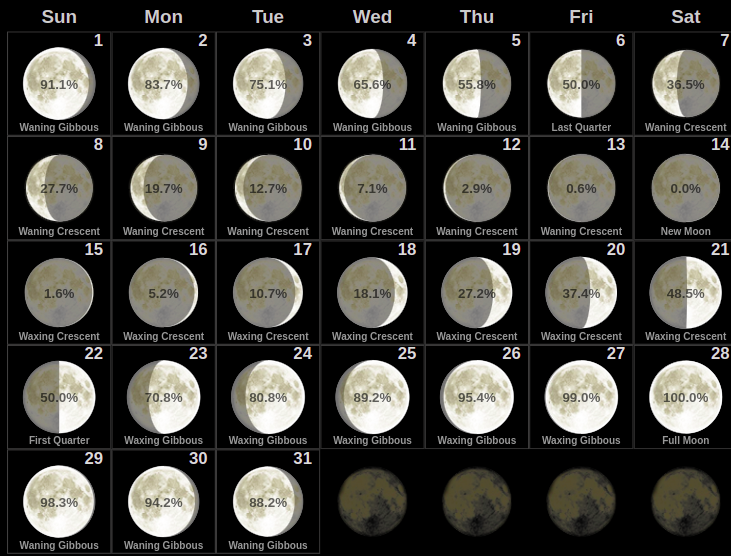 Sun Mon Tue Wed Thu Fri Sat
1 2 3 4 5 6 7
91.1% 83.7% 75.1% 65.6% 55.8% 50.0% 36.5%
Waning Gibbous Waning Gibbous Waning Gibbous Waning Gibbous Waning Gibbous Last Quarter Waning Crescent
8 9 10 11 12 13 14
27.7% 19.7% 12.7% 7.1% 2.9% 0.6% 0.0%
Waning Crescent Waning Crescent Waning Crescent Waning Crescent Waning Crescent Waning Crescent New Moon
15 16 17 18 19 20 21
1.6% 5.2% 10.7% 18.1% 27.2% 37.4% 48.5%
Waxing Crescent Waxing Crescent Waxing Crescent Waxing Crescent Waxing Crescent Waxing Crescent Waxing Crescent
22 23 24 25 26 27 28
50.0% 70.8% 80.8% 89.2% 95.4% 99.0% 100.0%
First Quarter Waxing Gibbous Waxing Gibbous Waxing Gibbous Waxing Gibbous Waxing Gibbous Full Moon
29 30 31
98.3% 94.2% 88.2%
Waning Gibbous Waning Gibbous Waning Gibbous